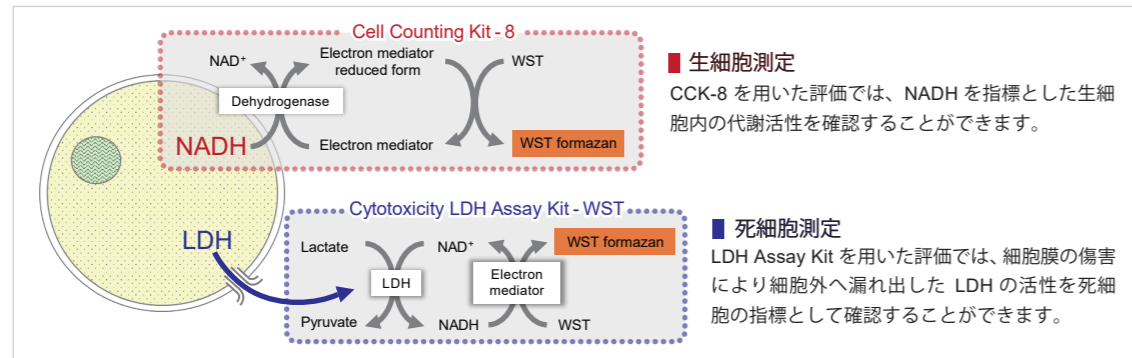 Cell Counting Kit - 8
NAD⁺
Electron mediator
reduced form
WST
Dehydrogenase
NADH
Electron mediator
WST formazan
生細胞測定
CCK-8 を用いた評価では、NADH を指標とした生細
胞内の代謝活性を確認することができます。
Cytotoxicity LDH Assay Kit - WST
LDH
Lactate
NAD⁺
WST formazan
LDH
Electron
mediator
Pyruvate
NADH
WST
死細胞測定
LDH Assay Kit を用いた評価では、細胞膜の傷害
により細胞外へ漏れ出した LDH の活性を死細
胞の指標として確認することができます。